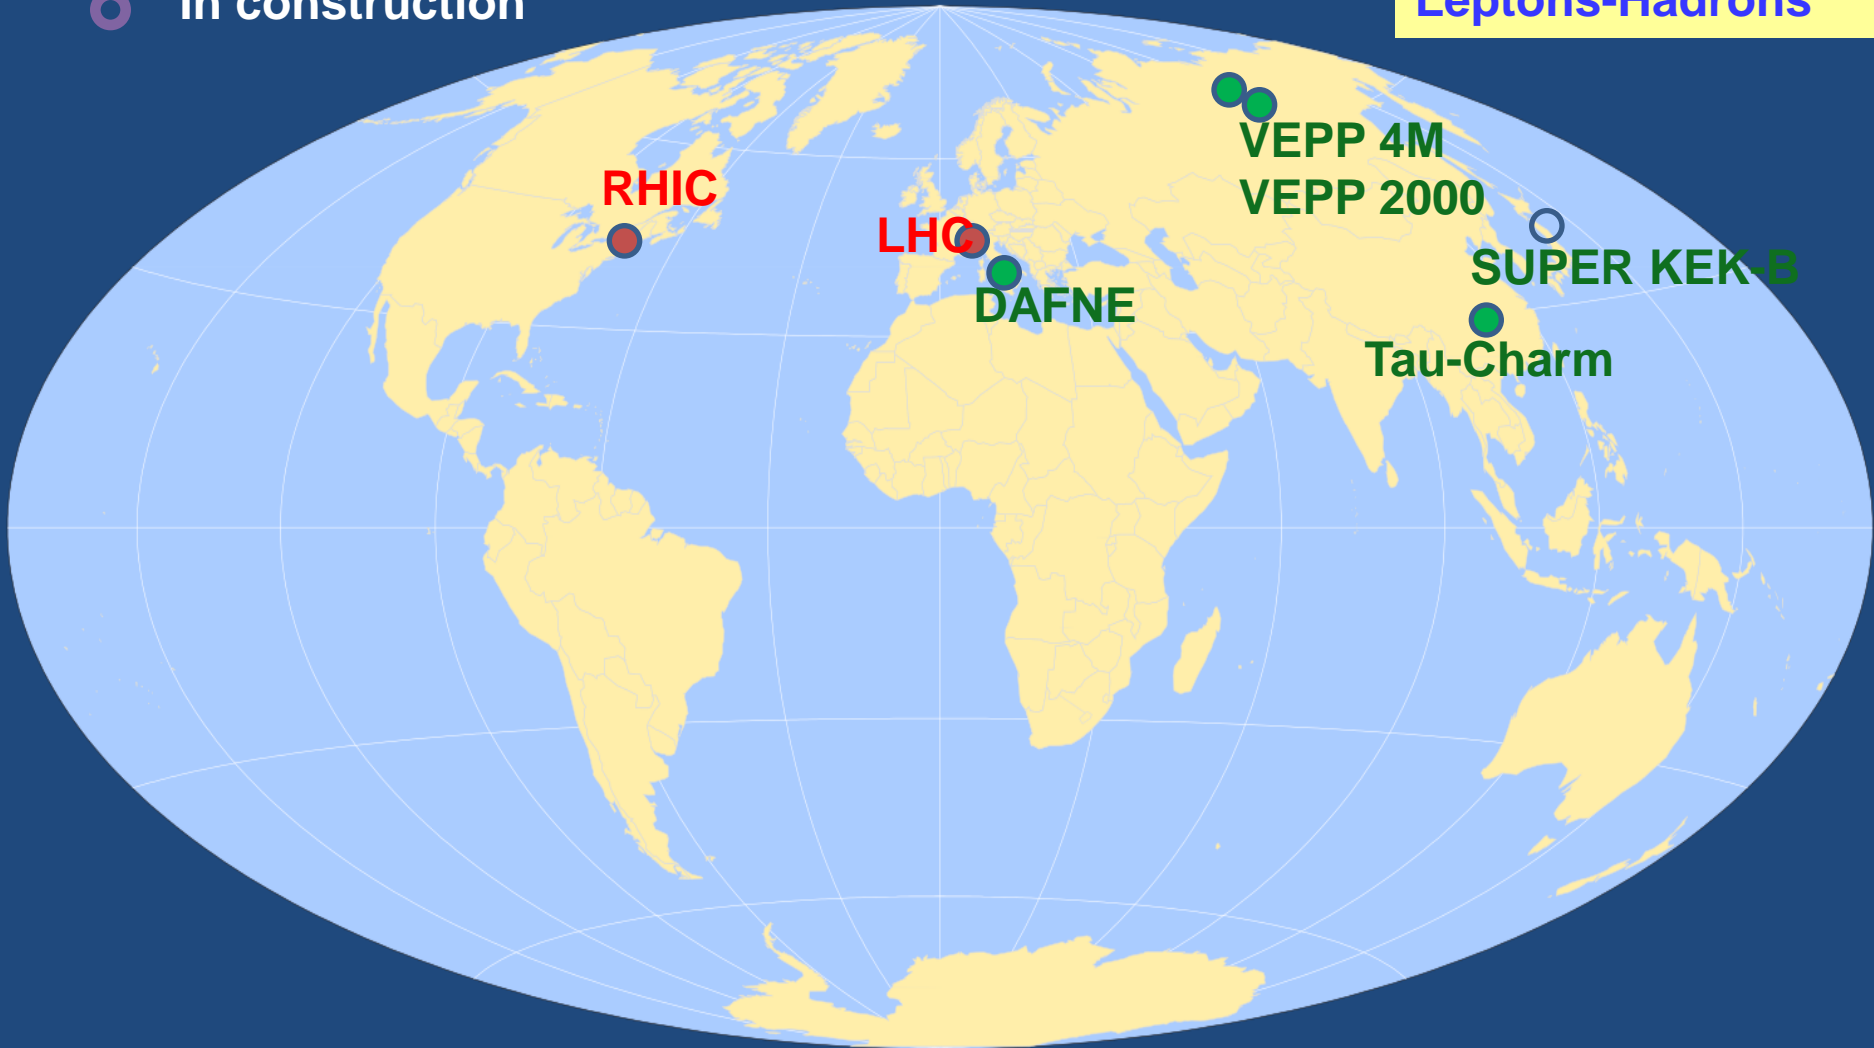 In construction
Leptons-Hadrons
VEPP 4M
VEPP 2000
RHIC
LHC
SUPER KEK-B
DAFNE
Tau-Charm